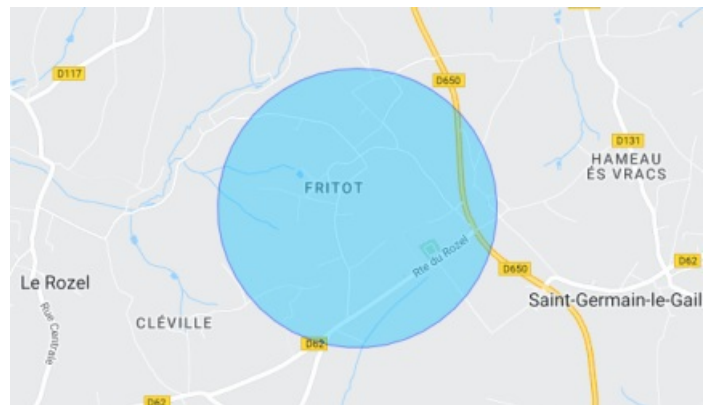 D117
D650
D131
HAMEAU
ÉS VRACS
FRITOT
Rte du Rozel
D62
D650
Le Rozel
Saint-Germain-le-Gail
Rue Centrale
CLÉVILLE
D62
D62